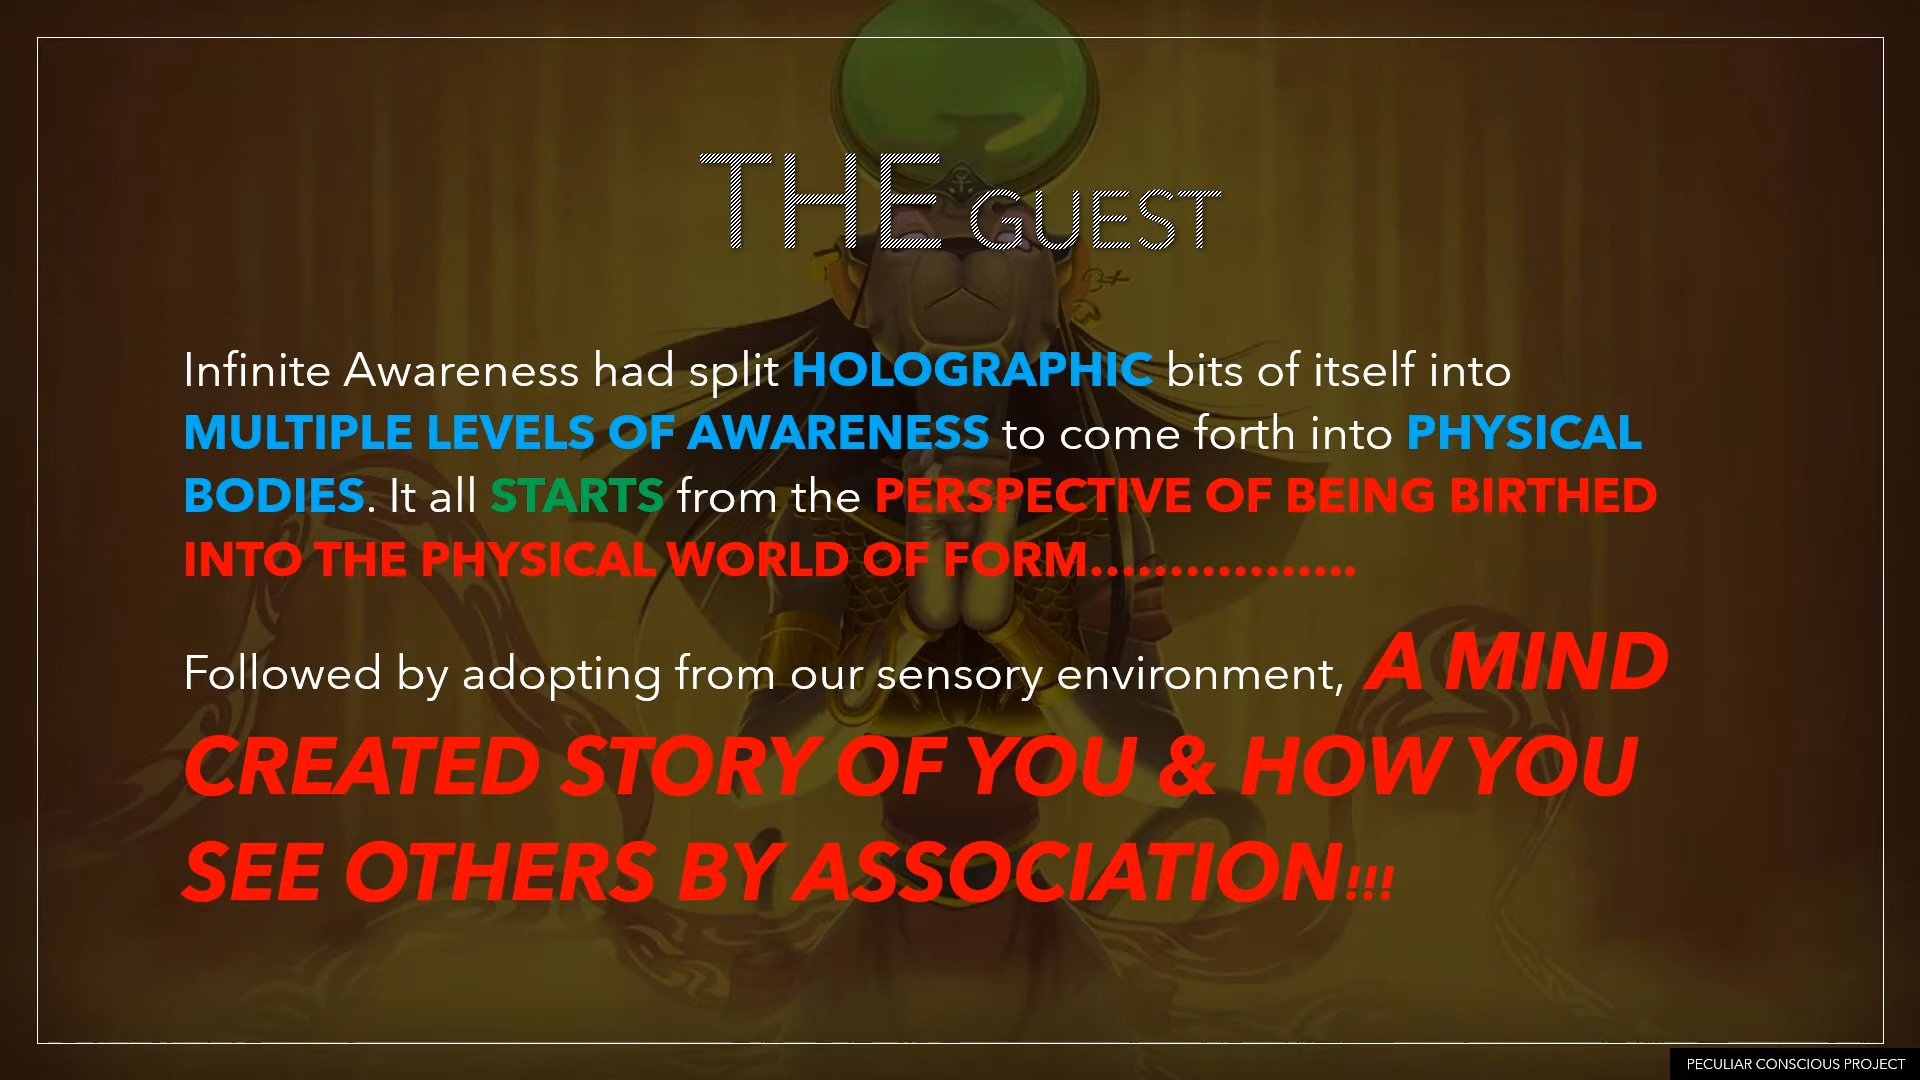 THE GUEST
Infinite Awareness had split HOLOGRAPHIC bits of itself into
MULTIPLE LEVELS OF AWARENESS to come forth into PHYSICAL
BODIES. It all STARTS from the PERSPECTIVE OF BEING BIRTHED
INTO THE PHYSICAL WORLD OF FORM……………..
Followed by adopting from our sensory environment, A MIND
CREATED STORY OF YOU & HOW YOU
SEE OTHERS BY ASSOCIATION!!!
PECULIAR CONSCIOUS PROJECT